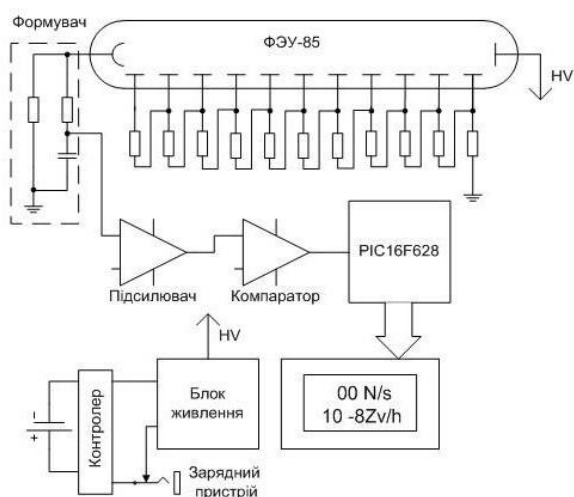 Формувач
ФЭУ-85
HV
PIC16F628
Підсилювач
Компаратор
HV
Контролер
Блок
живлення
00 N/s
10 -8Zv/h
- 
+
Зарядний
пристрій